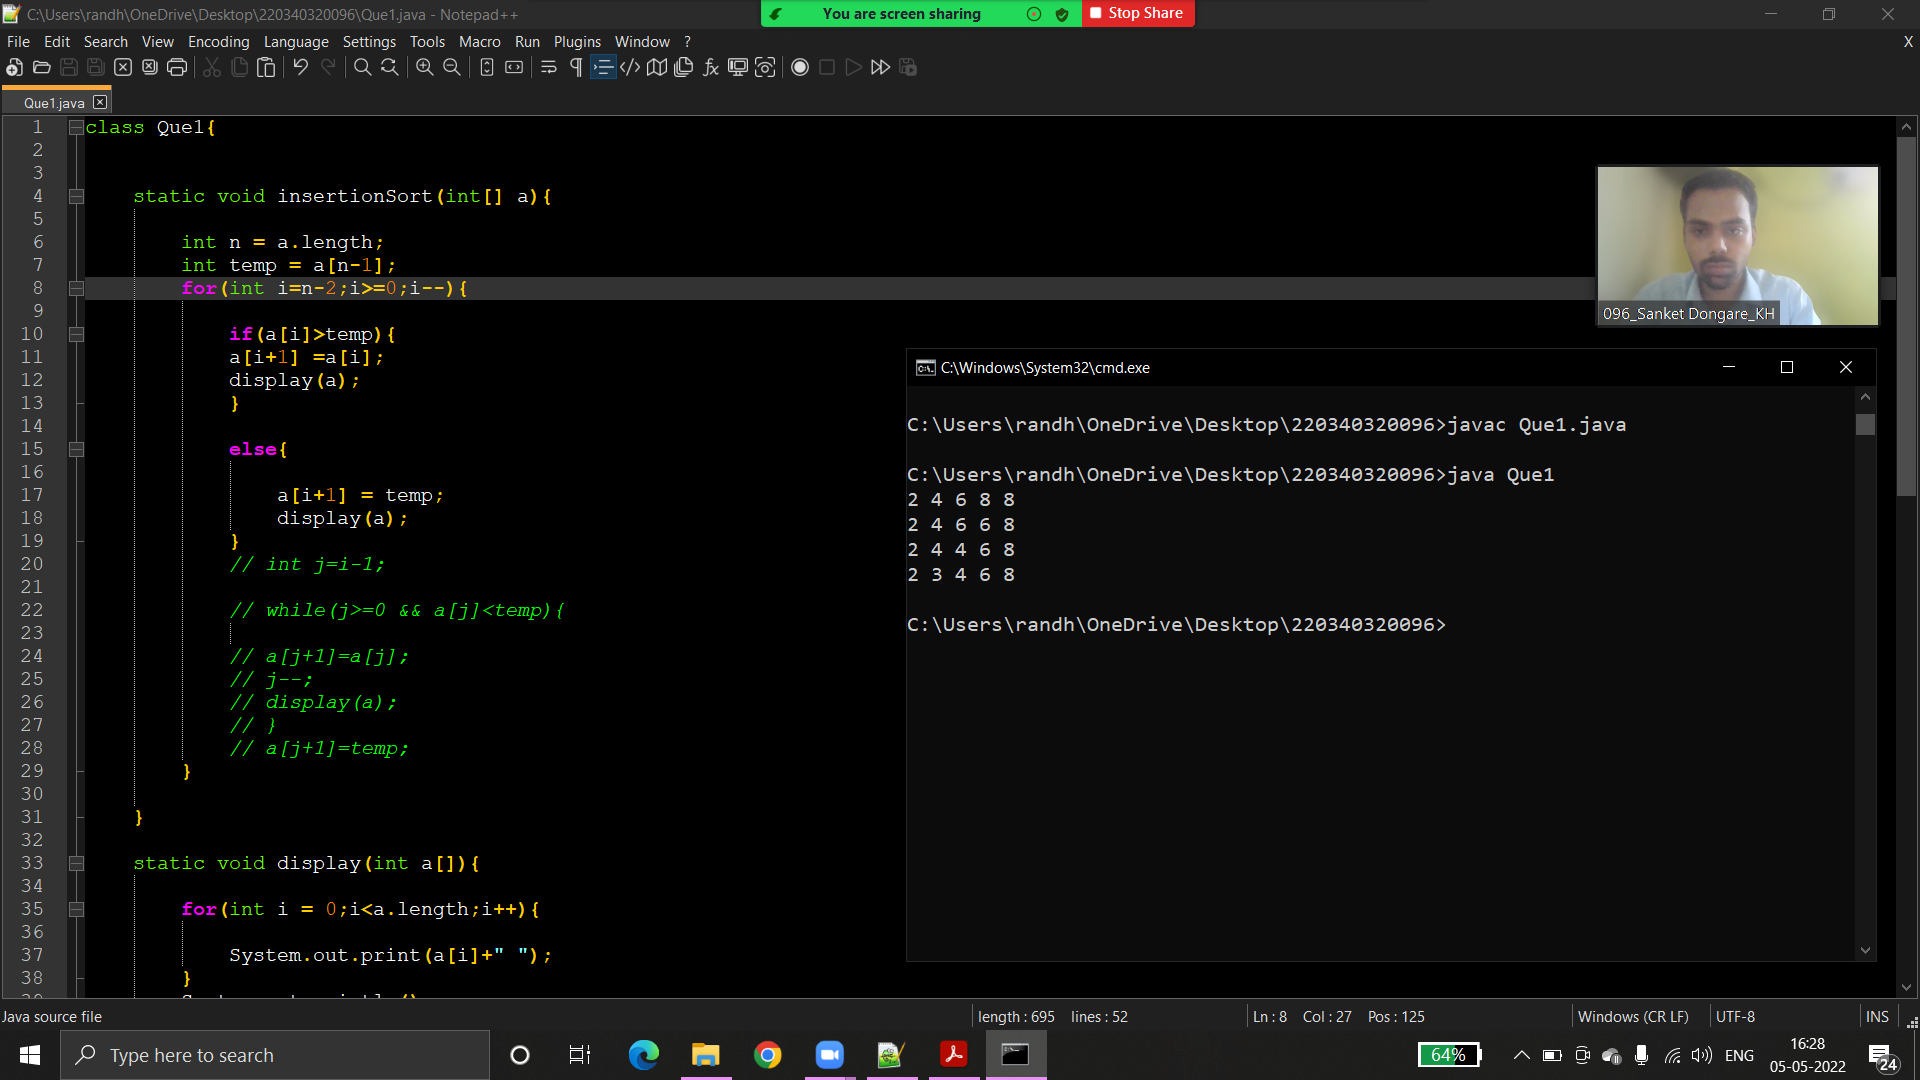 C:\Users\randh\OneDrive\Desktop\220340320096\Que1.java - Notepad++
You are screen sharing
Stop Share
File Edit Search View Encoding Language Settings Tools Macro Run Plugins Window ? X
Que1.java
1 class Que1{
2
3
4 static void insertionSort(int[] a){
5
6 int n = a.length;
7 int temp = a[n-1];
8 for(int i=n-2;i>=0;i--){
9
10 if(a[i]>temp){
11 a[i+1] =a[i];
12 display(a);
13 }
14
15 else{
16
17 a[i+1] = temp;
18 display(a);
19 }
20 // int j=i-1;
21
22 // while(j>=0 && a[j]<temp){
23
24 // a[j+1]=a[j];
25 // j--;
26 // display(a);
27 // }
28 // a[j+1]=temp;
29 }
30
31 }
32
33 static void display(int a[]){
34
35 for(int i = 0;i<a.length;i++){
36
37 System.out.print(a[i]+" ");
38 }
096_Sanket Dongare_KH
C:\Windows\System32\cmd.exe
C:\Users\randh\OneDrive\Desktop\220340320096>javac Que1.java
C:\Users\randh\OneDrive\Desktop\220340320096>java Que1
2 4 6 8 8
2 4 6 6 8
2 4 4 6 8
2 3 4 6 8
C:\Users\randh\OneDrive\Desktop\220340320096>
Java source file length : 695 lines : 52 Ln : 8 Col : 27 Pos : 125 Windows (CR LF) UTF-8 INS
Type here to search
64%
ENG
16:28
05-05-2022
24